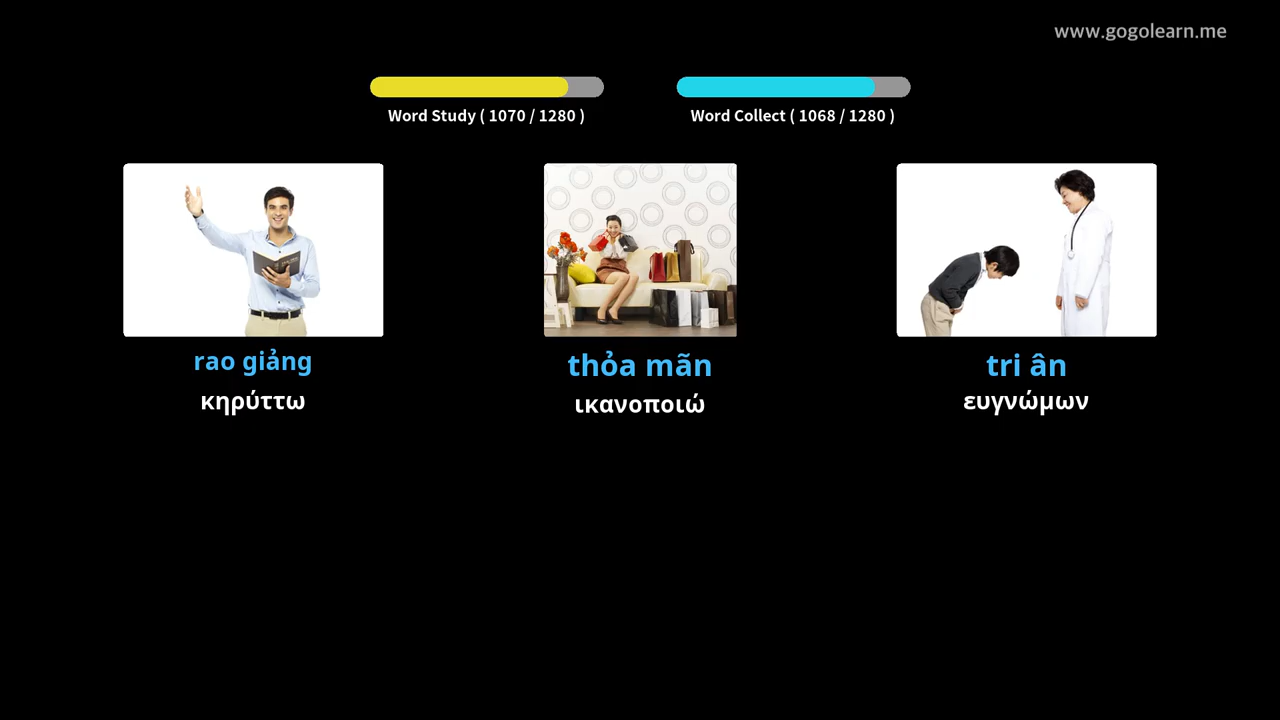 www.gogolearn.me
Word Study ( 1070 / 1280 )
Word Collect ( 1068 / 1280 )
rao giảng
κηρύττω
thỏa mãn
ικανοποιώ
tri ân
ευγνώμων